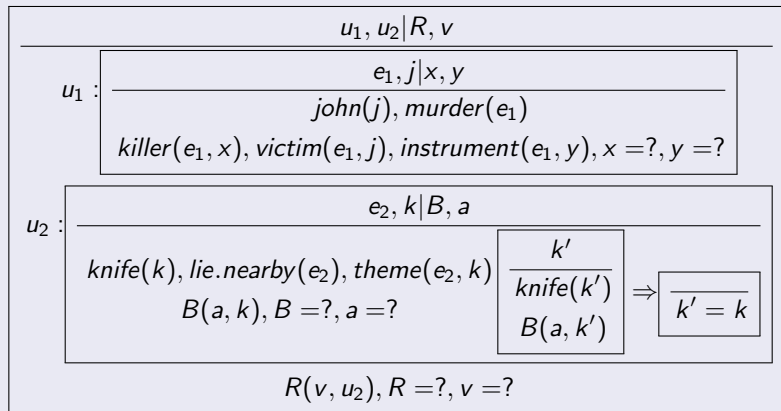 u₁, u₂|R, v
u₁ :
e₁, j|x, y
john(j), murder(e₁)
killer(e₁, x), victim(e₁, j), instrument(e₁, y), x =?, y =?
u₂ :
e₂, k|B, a
knife(k), lie.nearby(e₂), theme(e₂, k)
B(a, k), B =?, a =?
k′
knife(k′)
B(a, k′)
⇒
k′ = k
R(v, u₂), R =?, v =?